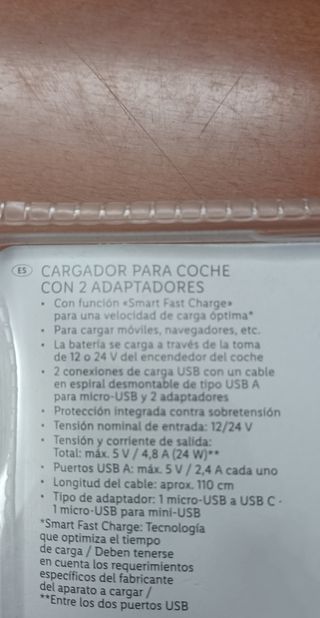 ES CARGADOR PARA COCHE
CON 2 ADAPTADORES
• Con función «Smart Fast Charge»
para una velocidad de carga óptima*
• Para cargar móviles, navegadores, etc.
• La batería se carga a través de la toma
de 12 o 24 V del encendedor del coche
• 2 conexiones de carga USB con un cable
en espiral desmontable de tipo USB A
para micro-USB y 2 adaptadores
• Protección integrada contra sobretensión
• Tensión nominal de entrada: 12/24 V
• Tensión y corriente de salida:
Total: máx. 5 V / 4,8 A (24 W)**
• Puertos USB A: máx. 5 V / 2,4 A cada uno
• Longitud del cable: aprox. 110 cm
• Tipo de adaptador: 1 micro-USB a USB C ·
1 micro-USB para mini-USB
*Smart Fast Charge: Tecnología
que optimiza el tiempo
de carga / Deben tenerse
en cuenta los requerimientos
específicos del fabricante
del aparato a cargar /
**Entre los dos puertos USB